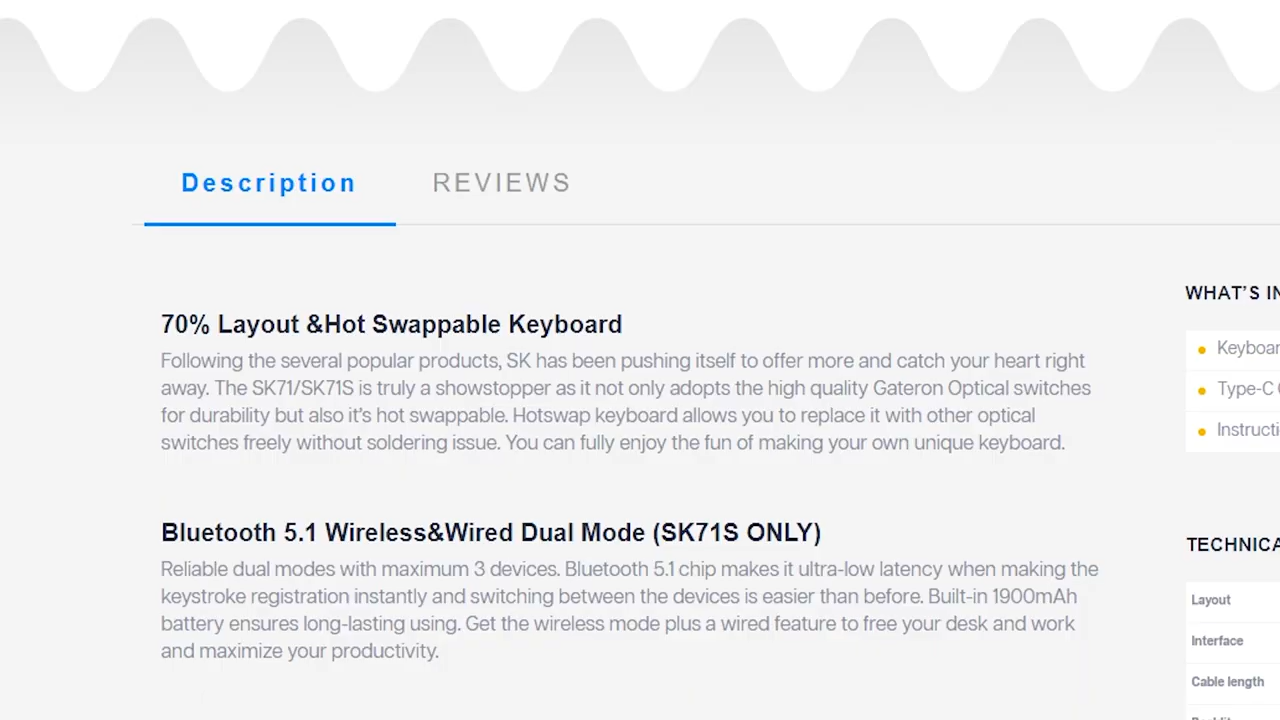 Description
REVIEWS
70% Layout &Hot Swappable Keyboard
Following the several popular products, SK has been pushing itself to offer more and catch your heart right
away. The SK71/SK71S is truly a showstopper as it not only adopts the high quality Gateron Optical switches
for durability but also it’s hot swappable. Hotswap keyboard allows you to replace it with other optical
switches freely without soldering issue. You can fully enjoy the fun of making your own unique keyboard.
Bluetooth 5.1 Wireless&Wired Dual Mode (SK71S ONLY)
Reliable dual modes with maximum 3 devices. Bluetooth 5.1 chip makes it ultra-low latency when making the
keystroke registration instantly and switching between the devices is easier than before. Built-in 1900mAh
battery ensures long-lasting using. Get the wireless mode plus a wired feature to free your desk and work
and maximize your productivity.
WHAT’S IN
Keyboar
Type-C
Instructi
TECHNICA
Layout
Interface
Cable length